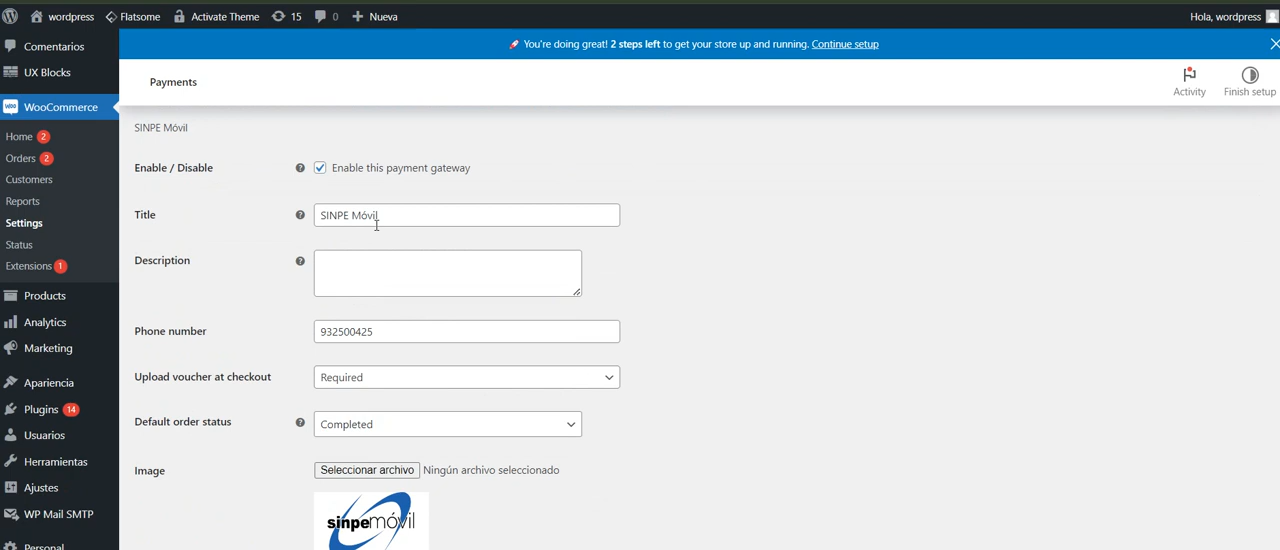 wordpress Flatsome Activate Theme 15 0 Nueva Hola, wordpress
Comentarios
UX Blocks
WooCommerce
Home 2
Orders 2
Customers
Reports
Settings
Status
Extensions 1
Products
Analytics
Marketing
Apariencia
Plugins 14
Usuarios
Herramientas
Ajustes
WP Mail SMTP
Personal
🚀 You're doing great! 2 steps left to get your store up and running. Continue setup
Payments
Activity
Finish setup
SINPE Móvil
Enable / Disable Enable this payment gateway
Title SINPE Móvil
Description
Phone number 932500425
Upload voucher at checkout Required
Default order status Completed
Image Seleccionar archivo Ningún archivo seleccionado
sinpemóvil